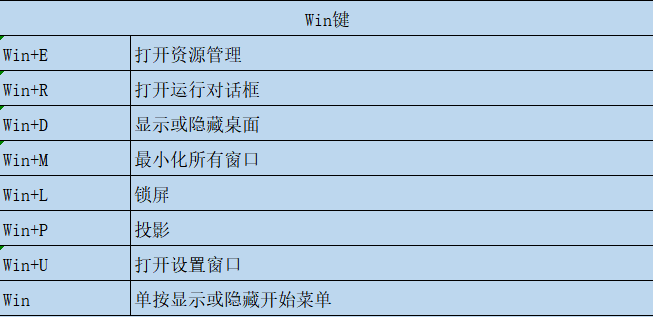 Win键
Win+E 打开资源管理
Win+R 打开运行对话框
Win+D 显示或隐藏桌面
Win+M 最小化所有窗口
Win+L 锁屏
Win+P 投影
Win+U 打开设置窗口
Win 单按显示或隐藏开始菜单